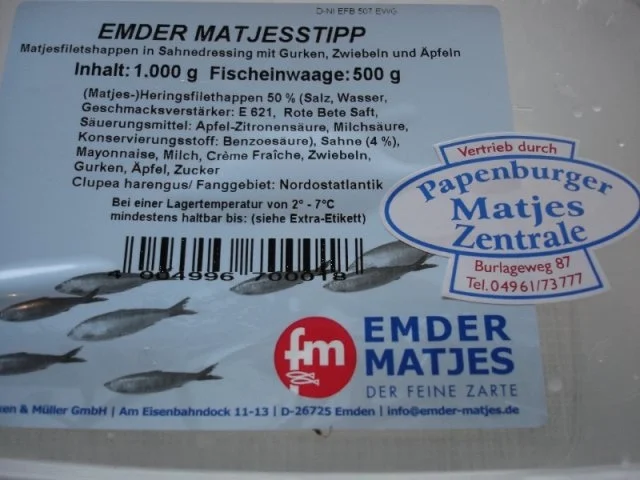 D-NI EFB 507 EWG
EMDER MATJESSTIPP
Matjesfiletshappen in Sahnedressing mit Gurken, Zwiebeln und Äpfeln
Inhalt: 1.000 g Fischeinwaage: 500 g
(Matjes-)Heringsfilethappen 50 % (Salz, Wasser,
Geschmacksverstärker: E 621, Rote Bete Saft,
Säuerungsmittel: Apfel-Zitronensäure, Milchsäure,
Konservierungsstoff: Benzoesäure), Sahne (4 %),
Mayonnaise, Milch, Crème Fraîche, Zwiebeln,
Gurken, Äpfel, Zucker
Clupea harengus/ Fanggebiet: Nordostatlantik
Bei einer Lagertemperatur von 2° - 7°C
mindestens haltbar bis: (siehe Extra-Etikett)
4 904996 700018
Vertrieb durch
Papenburger
Matjes
Zentrale
Burlageweg 87
Tel. 04961/73777
fm
EMDER
MATJES
DER FEINE ZARTE
en & Müller GmbH | Am Eisenbahndock 11-13 | D-26725 Emden | info@emder-matjes.de